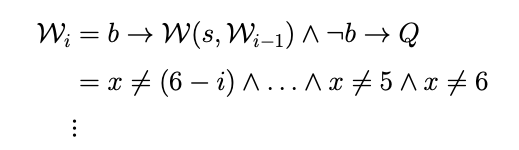 𝒲ᵢ = b → 𝒲(s, 𝒲ᵢ₋₁) ∧ ¬b → Q
= x ≠ (6 − i) ∧ … ∧ x ≠ 5 ∧ x ≠ 6
⋮